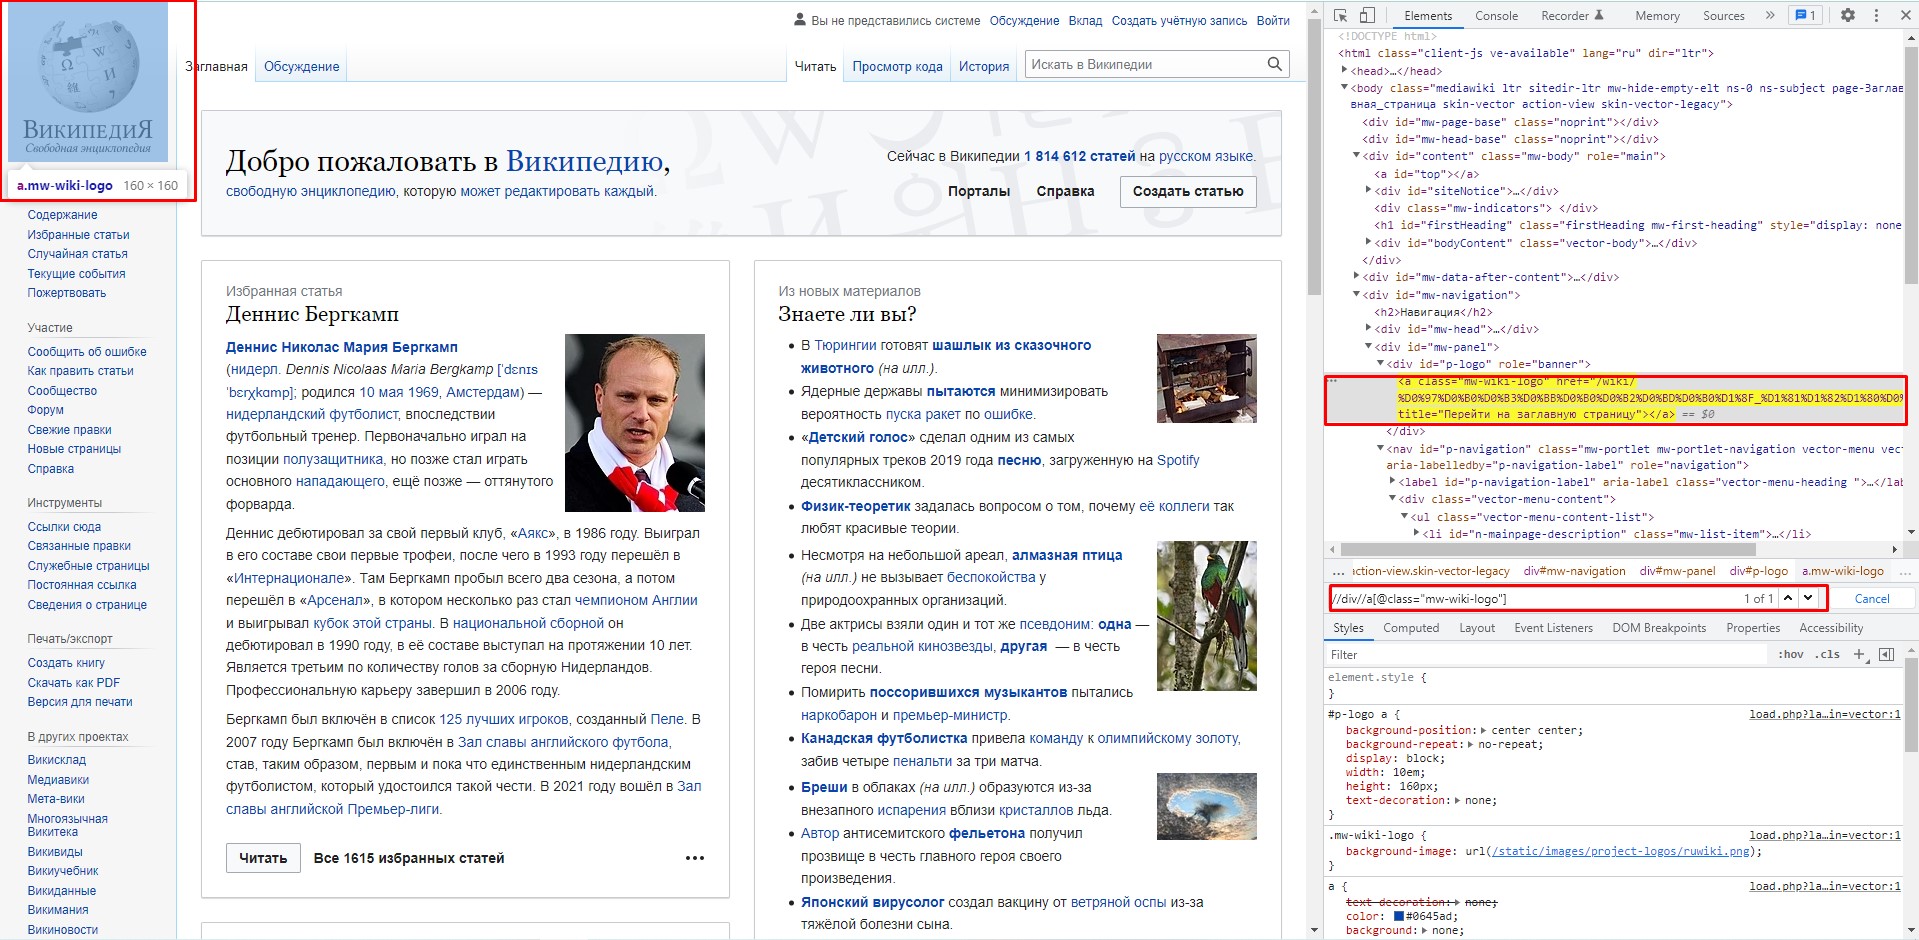 ВИКИПЕДИЯ
Свободная энциклопедия
a.mw-wiki-logo 160 × 160
Содержание
Избранные статьи
Случайная статья
Текущие события
Пожертвовать
Участие
Сообщить об ошибке
Как править статьи
Сообщество
Форум
Свежие правки
Новые страницы
Справка
Инструменты
Ссылки сюда
Связанные правки
Служебные страницы
Постоянная ссылка
Сведения о странице
Печать/экспорт
Создать книгу
Скачать как PDF
Версия для печати
В других проектах
Викисклад
Медиавики
Мета-вики
Многоязычная
Викитека
Викивиды
Викиучебник
Викиданные
Викимания
Викиновости
Вы не представились системе Обсуждение Вклад Создать учётную запись Войти
Заглавная Обсуждение Читать Просмотр кода История Искать в Википедии
Добро пожаловать в Википедию,
свободную энциклопедию, которую может редактировать каждый.
Сейчас в Википедии 1 814 612 статей на русском языке.
Порталы Справка Создать статью
Избранная статья
Деннис Бергкамп
Деннис Николас Мария Бергкамп
(нидерл. Dennis Nicolaas Maria Bergkamp [ˈdɛnɪs
ˈbɛrɣkɑmp]; родился 10 мая 1969, Амстердам) —
нидерландский футболист, впоследствии
футбольный тренер. Первоначально играл на
позиции полузащитника, но позже стал играть
основного нападающего, ещё позже — оттянутого
форварда.
Деннис дебютировал за свой первый клуб, «Аякс», в 1986 году. Выиграл
в его составе свои первые трофеи, после чего в 1993 году перешёл в
«Интернационале». Там Бергкамп пробыл всего два сезона, а потом
перешёл в «Арсенал», в котором несколько раз стал чемпионом Англии
и выигрывал кубок этой страны. В национальной сборной он
дебютировал в 1990 году, в её составе выступал на протяжении 10 лет.
Является третьим по количеству голов за сборную Нидерландов.
Профессиональную карьеру завершил в 2006 году.
Бергкамп был включён в список 125 лучших игроков, созданный Пеле. В
2007 году Бергкамп был включён в Зал славы английского футбола,
став, таким образом, первым и пока что единственным нидерландским
футболистом, который удостоился такой чести. В 2021 году вошёл в Зал
славы английской Премьер-лиги.
Читать Все 1615 избранных статей •••
Из новых материалов
Знаете ли вы?
• В Тюрингии готовят шашлык из сказочного
животного (на илл.).
• Ядерные державы пытаются минимизировать
вероятность пуска ракет по ошибке.
• «Детский голос» сделал одним из самых
популярных треков 2019 года песню, загруженную на Spotify
десятиклассником.
• Физик-теоретик задалась вопросом о том, почему её коллеги так
любят красивые теории.
• Несмотря на небольшой ареал, алмазная птица
(на илл.) не вызывает беспокойства у
природоохранных организаций.
• Две актрисы взяли один и тот же псевдоним: одна —
в честь реальной кинозвезды, другая — в честь
героя песни.
• Помирить поссорившихся музыкантов пытались
наркобарон и премьер-министр.
• Канадская футболистка привела команду к олимпийскому золоту,
забив четыре пенальти за три матча.
• Бреши в облаках (на илл.) образуются из-за
внезапного испарения вблизи кристаллов льда.
• Автор антисемитского фельетона получил
прозвище в честь главного героя своего
произведения.
• Японский вирусолог создал вакцину от ветряной оспы из-за
тяжёлой болезни сына.
Elements Console Recorder Memory Sources » 1
<!DOCTYPE html>
<html class="client-js ve-available" lang="ru" dir="ltr">
<head>…</head>
<body class="mediawiki ltr sitedir-ltr mw-hide-empty-elt ns-0 ns-subject page-Заглав
вная_страница skin-vector action-view skin-vector-legacy">
<div id="mw-page-base" class="noprint"></div>
<div id="mw-head-base" class="noprint"></div>
<div id="content" class="mw-body" role="main">
<a id="top"></a>
<div id="siteNotice">…</div>
<div class="mw-indicators"> </div>
<h1 id="firstHeading" class="firstHeading mw-first-heading" style="display: none
<div id="bodyContent" class="vector-body">…</div>
</div>
<div id="mw-data-after-content">…</div>
<div id="mw-navigation">
<h2>Навигация</h2>
<div id="mw-head">…</div>
<div id="mw-panel">
<div id="p-logo" role="banner">
<a class="mw-wiki-logo" href="/wiki/
%D0%97%D0%B0%D0%B3%D0%BB%D0%B0%D0%B2%D0%BD%D0%B0%D1%8F_%D1%81%D1%82%D1%80%D0%
title="Перейти на заглавную страницу"></a> == $0
</div>
<nav id="p-navigation" class="mw-portlet mw-portlet-navigation vector-menu vec
aria-labelledby="p-navigation-label" role="navigation">
<label id="p-navigation-label" aria-label class="vector-menu-heading ">…</lab
<div class="vector-menu-content">
<ul class="vector-menu-content-list">
<li id="n-mainpage-description" class="mw-list-item">…</li>
... action-view.skin-vector-legacy div#mw-navigation div#mw-panel div#p-logo a.mw-wiki-logo ...
//div//a[@class="mw-wiki-logo"] 1 of 1 Cancel
Styles Computed Layout Event Listeners DOM Breakpoints Properties Accessibility
Filter :hov .cls +
element.style {
}
#p-logo a { load.php?la…in=vector:1
background-position: center center;
background-repeat: no-repeat;
display: block;
width: 10em;
height: 160px;
text-decoration: none;
}
.mw-wiki-logo { load.php?la…in=vector:1
background-image: url(/static/images/project-logos/ruwiki.png);
}
a { load.php?la…in=vector:1
text-decoration: none;
color: #0645ad;
background: none;